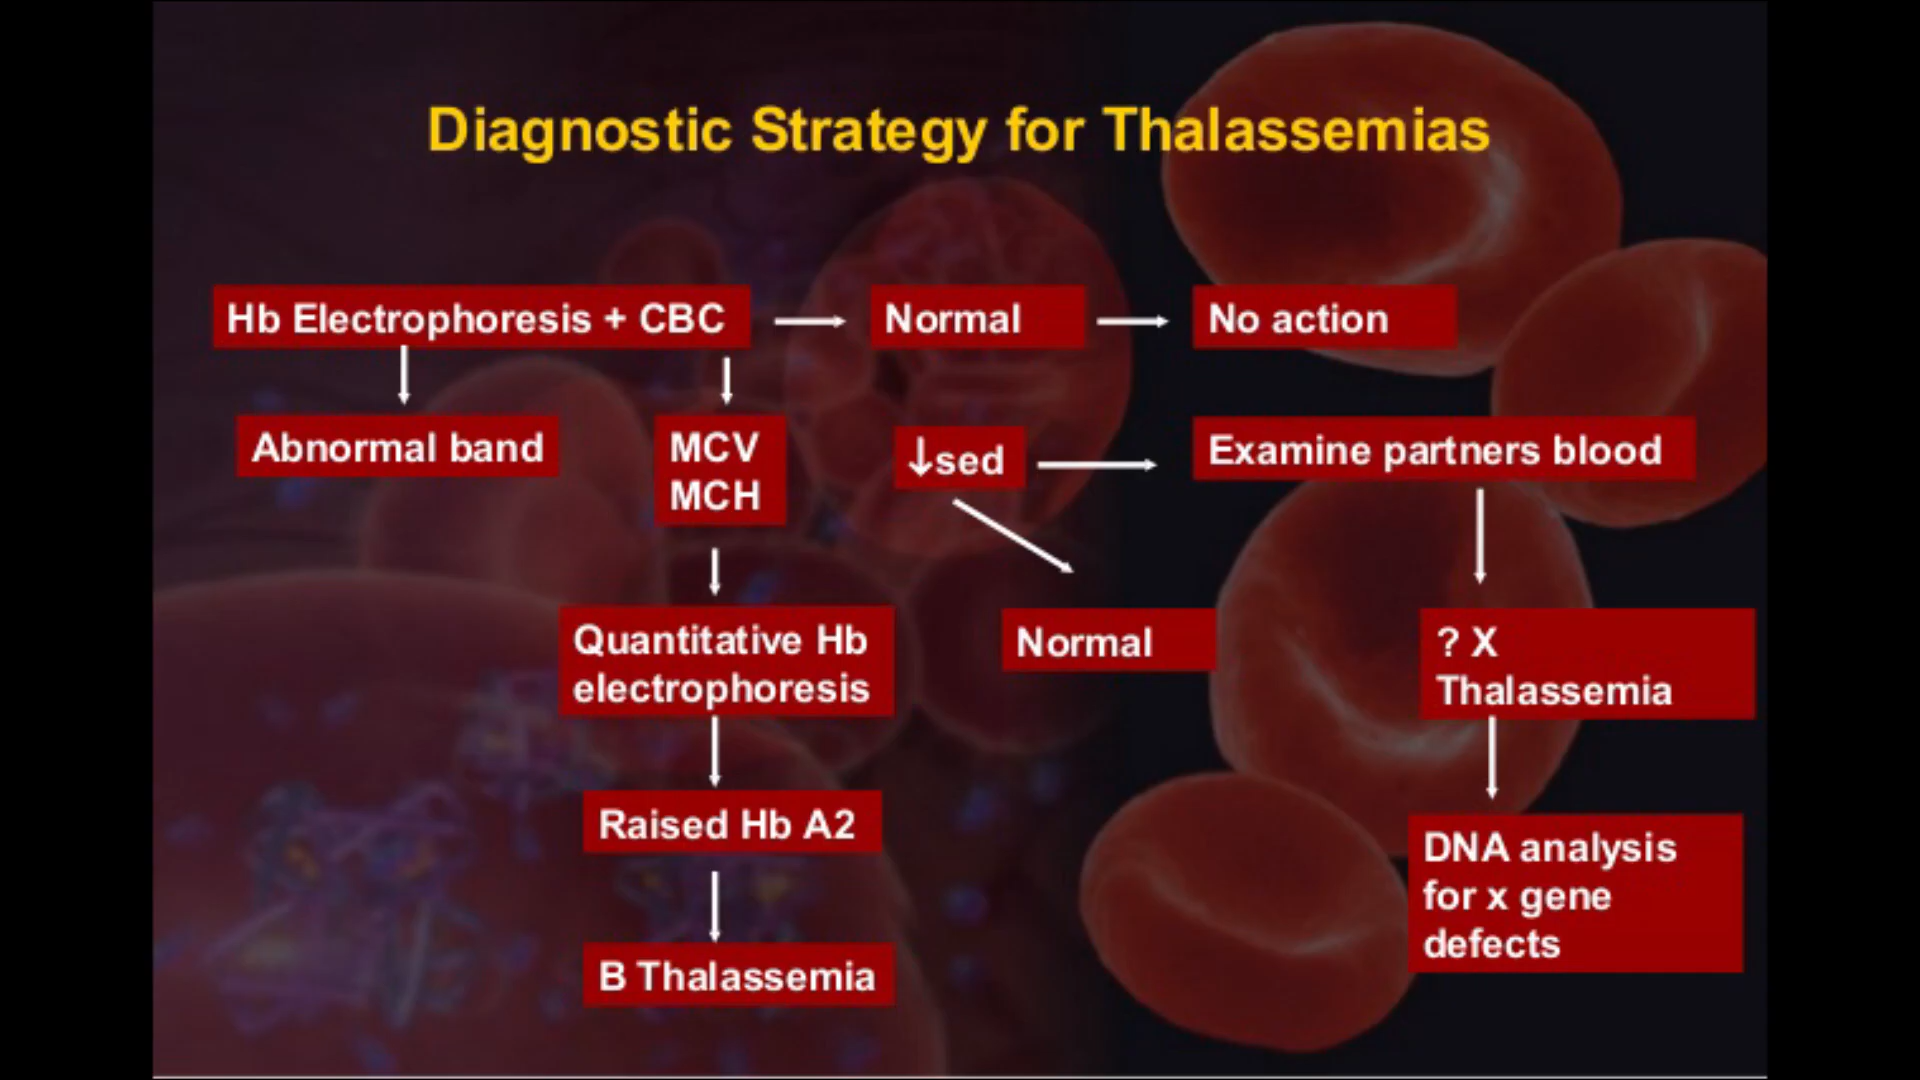 Diagnostic Strategy for Thalassemias
Hb Electrophoresis + CBC
Normal
No action
Abnormal band
MCV
MCH
↓sed
Examine partners blood
Quantitative Hb
electrophoresis
Normal
? X
Thalassemia
Raised Hb A2
DNA analysis
for x gene
defects
B Thalassemia